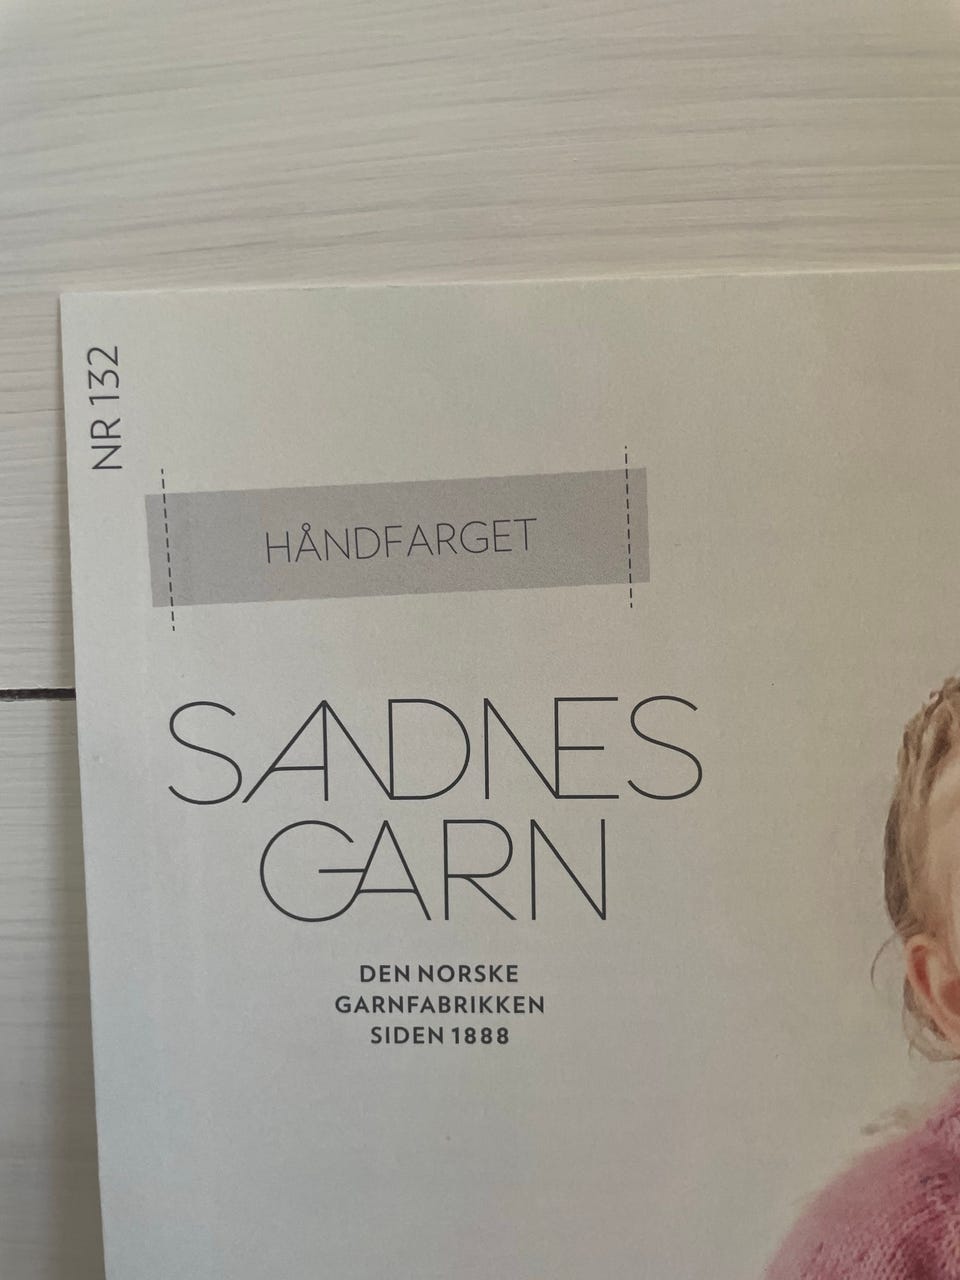 NR 132
HÅNDFARGET
SANDNES
GARN
DEN NORSKE
GARNFABRIKKEN
SIDEN 1888